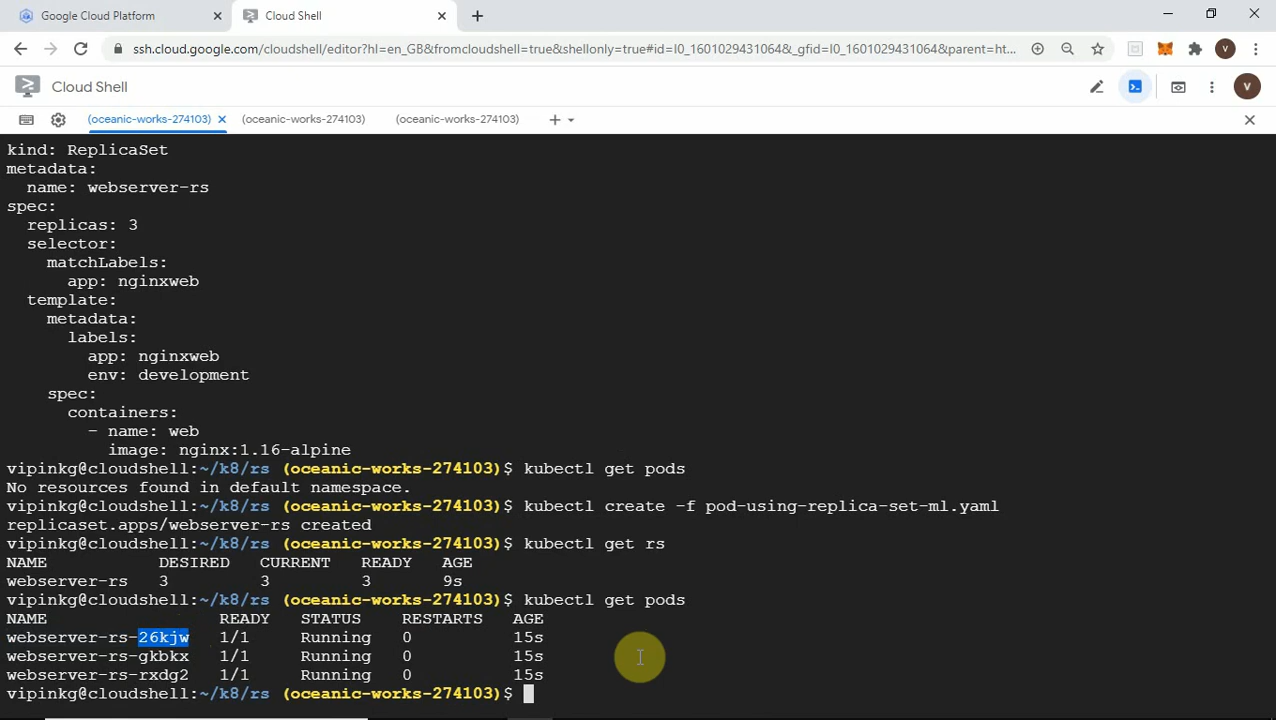 Google Cloud Platform
Cloud Shell
ssh.cloud.google.com/cloudshell/editor?hl=en_GB&fromcloudshell=true&shellonly=true#id=I0_1601029431064&_gfid=I0_1601029431064&parent=ht...
V
Cloud Shell
V
(oceanic-works-274103)
(oceanic-works-274103)
(oceanic-works-274103)
kind: ReplicaSet
metadata:
  name: webserver-rs
spec:
  replicas: 3
  selector:
    matchLabels:
      app: nginxweb
  template:
    metadata:
      labels:
        app: nginxweb
        env: development
    spec:
      containers:
        - name: web
          image: nginx:1.16-alpine
vipinkg@cloudshell:~/k8/rs (oceanic-works-274103)$ kubectl get pods
No resources found in default namespace.
vipinkg@cloudshell:~/k8/rs (oceanic-works-274103)$ kubectl create -f pod-using-replica-set-ml.yaml
replicaset.apps/webserver-rs created
vipinkg@cloudshell:~/k8/rs (oceanic-works-274103)$ kubectl get rs
NAME DESIRED CURRENT READY AGE
webserver-rs 3 3 3 9s
vipinkg@cloudshell:~/k8/rs (oceanic-works-274103)$ kubectl get pods
NAME READY STATUS RESTARTS AGE
webserver-rs-26kjw 1/1 Running 0 15s
webserver-rs-gkbkx 1/1 Running 0 15s
webserver-rs-rxdg2 1/1 Running 0 15s
vipinkg@cloudshell:~/k8/rs (oceanic-works-274103)$